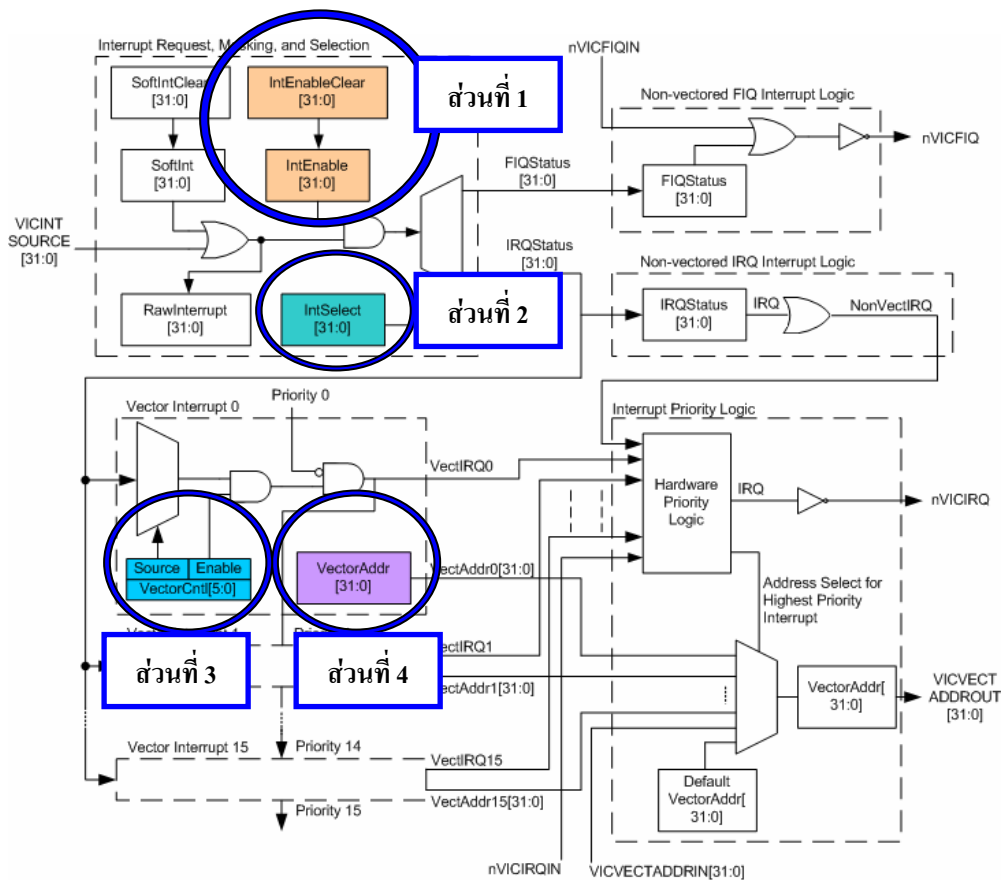 Interrupt Request, Masking, and Selection
SoftIntClear
[31:0]
IntEnableClear
[31:0]
ส่วนที่ 1
nVICFIQIN
Non-vectored FIQ Interrupt Logic
nVICFIQ
SoftInt
[31:0]
IntEnable
[31:0]
FIQStatus
[31:0]
FIQStatus
[31:0]
VICINT
SOURCE
[31:0]
IRQStatus
[31:0]
Non-vectored IRQ Interrupt Logic
RawInterrupt
[31:0]
IntSelect
[31:0]
ส่วนที่ 2
IRQStatus
[31:0]
IRQ
NonVectIRQ
Priority 0
Vector Interrupt 0
Interrupt Priority Logic
VectIRQ0
Hardware
Priority
Logic
IRQ
nVICIRQ
Source
Enable
VectorCntl[5:0]
VectorAddr
[31:0]
VectAddr0[31:0]
Address Select for
Highest Priority
Interrupt
ส่วนที่ 3
ส่วนที่ 4
VectIRQ1
VectAddr1[31:0]
VectorAddr[
31:0]
VICVECT
ADDROUT
[31:0]
Vector Interrupt 15
Priority 14
VectIRQ15
VectAddr15[31:0]
Priority 15
Default
VectorAddr[
31:0]
nVICIRQIN
VICVECTADDRIN[31:0]